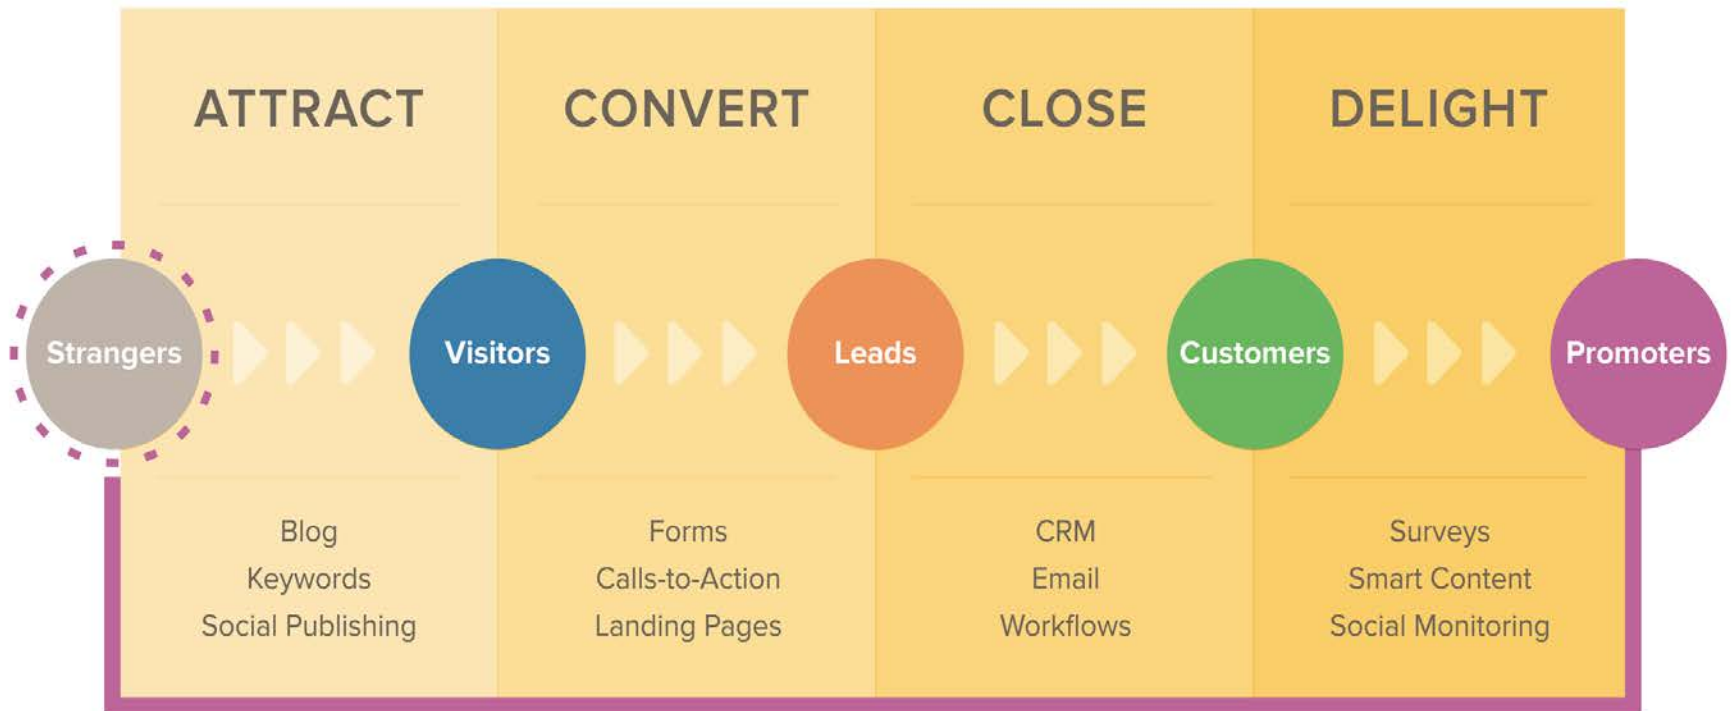 ATTRACT
CONVERT
CLOSE
DELIGHT
Strangers
Visitors
Leads
Customers
Promoters
Blog
Keywords
Social Publishing
Forms
Calls-to-Action
Landing Pages
CRM
Email
Workflows
Surveys
Smart Content
Social Monitoring